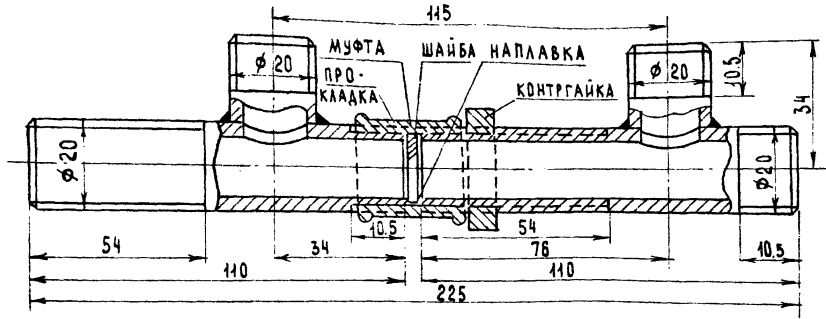 115
МУФТА ШАЙБА НАПЛАВКА
ПРО-
КЛАДКА
КОНТРГАЙКА
Ф 20
Ф 20
10.5
34
Ф 20
Ф 20
10.5
54
54
34
76
10.5
110
110
225